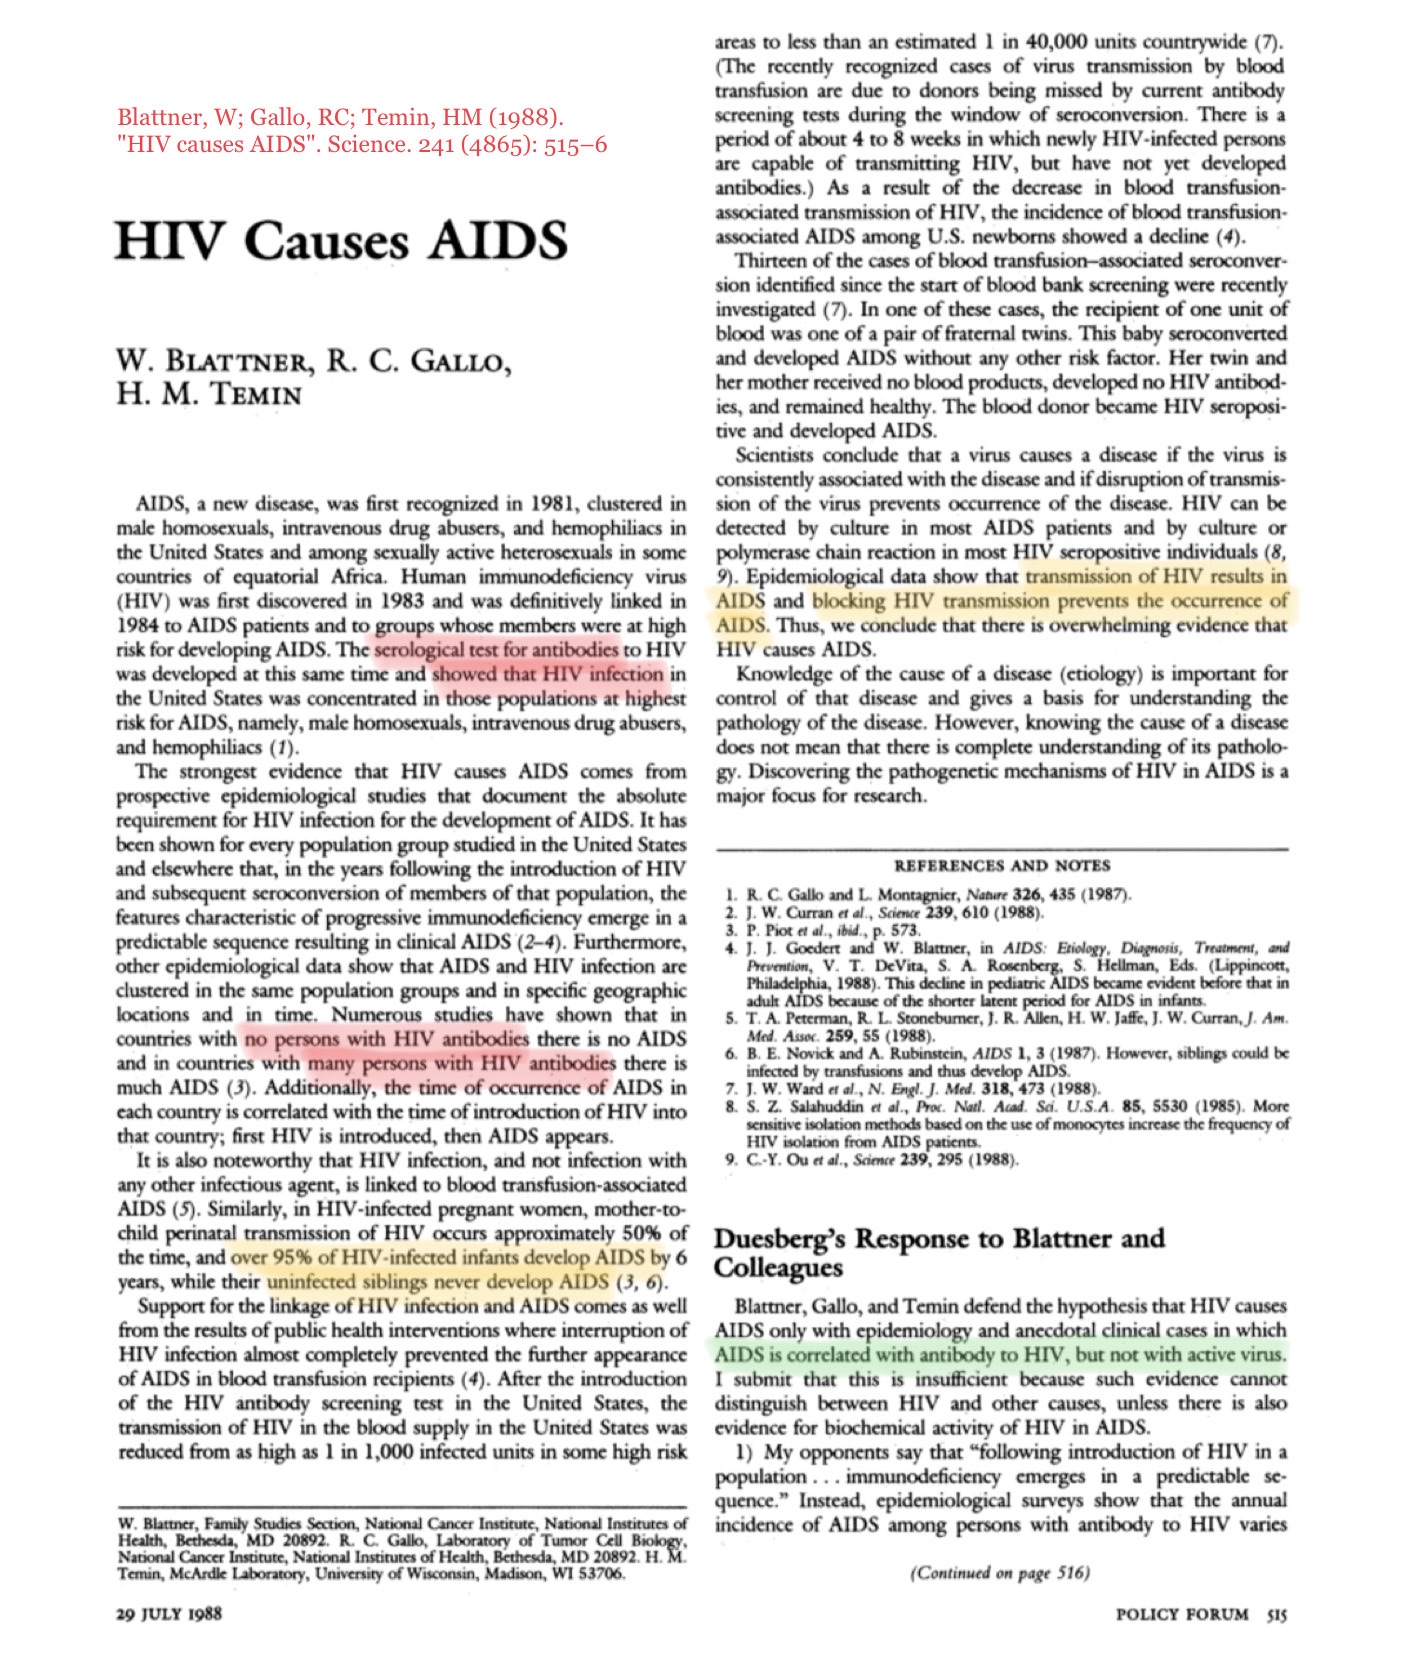 Blattner, W; Gallo, RC; Temin, HM (1988).
"HIV causes AIDS". Science. 241 (4865): 515–6
HIV Causes AIDS
W. BLATTNER, R. C. GALLO,
H. M. TEMIN
AIDS, a new disease, was first recognized in 1981, clustered in
male homosexuals, intravenous drug abusers, and hemophiliacs in
the United States and among sexually active heterosexuals in some
countries of equatorial Africa. Human immunodeficiency virus
(HIV) was first discovered in 1983 and was definitively linked in
1984 to AIDS patients and to groups whose members were at high
risk for developing AIDS. The serological test for antibodies to HIV
was developed at this same time and showed that HIV infection in
the United States was concentrated in those populations at highest
risk for AIDS, namely, male homosexuals, intravenous drug abusers,
and hemophiliacs (1).
The strongest evidence that HIV causes AIDS comes from
prospective epidemiological studies that document the absolute
requirement for HIV infection for the development of AIDS. It has
been shown for every population group studied in the United States
and elsewhere that, in the years following the introduction of HIV
and subsequent seroconversion of members of that population, the
features characteristic of progressive immunodeficiency emerge in a
predictable sequence resulting in clinical AIDS (2–4). Furthermore,
other epidemiological data show that AIDS and HIV infection are
clustered in the same population groups and in specific geographic
locations and in time. Numerous studies have shown that in
countries with no persons with HIV antibodies there is no AIDS
and in countries with many persons with HIV antibodies there is
much AIDS (3). Additionally, the time of occurrence of AIDS in
each country is correlated with the time of introduction of HIV into
that country; first HIV is introduced, then AIDS appears.
It is also noteworthy that HIV infection, and not infection with
any other infectious agent, is linked to blood transfusion-associated
AIDS (5). Similarly, in HIV-infected pregnant women, mother-to-
child perinatal transmission of HIV occurs approximately 50% of
the time, and over 95% of HIV-infected infants develop AIDS by 6
years, while their uninfected siblings never develop AIDS (3, 6).
Support for the linkage of HIV infection and AIDS comes as well
from the results of public health interventions where interruption of
HIV infection almost completely prevented the further appearance
of AIDS in blood transfusion recipients (4). After the introduction
of the HIV antibody screening test in the United States, the
transmission of HIV in the blood supply in the United States was
reduced from as high as 1 in 1,000 infected units in some high risk
W. Blattner, Family Studies Section, National Cancer Institute, National Institutes of
Health, Bethesda, MD 20892. R. C. Gallo, Laboratory of Tumor Cell Biology,
National Cancer Institute, National Institutes of Health, Bethesda, MD 20892. H. M.
Temin, McArdle Laboratory, University of Wisconsin, Madison, WI 53706.
29 JULY 1988
areas to less than an estimated 1 in 40,000 units countrywide (7).
(The recently recognized cases of virus transmission by blood
transfusion are due to donors being missed by current antibody
screening tests during the window of seroconversion. There is a
period of about 4 to 8 weeks in which newly HIV-infected persons
are capable of transmitting HIV, but have not yet developed
antibodies.) As a result of the decrease in blood transfusion-
associated transmission of HIV, the incidence of blood transfusion-
associated AIDS among U.S. newborns showed a decline (4).
Thirteen of the cases of blood transfusion–associated seroconver-
sion identified since the start of blood bank screening were recently
investigated (7). In one of these cases, the recipient of one unit of
blood was one of a pair of fraternal twins. This baby seroconverted
and developed AIDS without any other risk factor. Her twin and
her mother received no blood products, developed no HIV antibod-
ies, and remained healthy. The blood donor became HIV seroposi-
tive and developed AIDS.
Scientists conclude that a virus causes a disease if the virus is
consistently associated with the disease and if disruption of transmis-
sion of the virus prevents occurrence of the disease. HIV can be
detected by culture in most AIDS patients and by culture or
polymerase chain reaction in most HIV seropositive individuals (8,
9). Epidemiological data show that transmission of HIV results in
AIDS and blocking HIV transmission prevents the occurrence of
AIDS. Thus, we conclude that there is overwhelming evidence that
HIV causes AIDS.
Knowledge of the cause of a disease (etiology) is important for
control of that disease and gives a basis for understanding the
pathology of the disease. However, knowing the cause of a disease
does not mean that there is complete understanding of its patholo-
gy. Discovering the pathogenetic mechanisms of HIV in AIDS is a
major focus for research.
REFERENCES AND NOTES
1. R. C. Gallo and L. Montagnier, Nature 326, 435 (1987).
2. J. W. Curran et al., Science 239, 610 (1988).
3. P. Piot et al., ibid., p. 573.
4. J. J. Goedert and W. Blattner, in AIDS: Etiology, Diagnosis, Treatment, and
Prevention, V. T. DeVita, S. A. Rosenberg, S. Hellman, Eds. (Lippincott,
Philadelphia, 1988). This decline in pediatric AIDS became evident before that in
adult AIDS because of the shorter latent period for AIDS in infants.
5. T. A. Peterman, R. L. Stoneburner, J. R. Allen, H. W. Jaffe, J. W. Curran, J. Am.
Med. Assoc. 259, 55 (1988).
6. B. E. Novick and A. Rubinstein, AIDS 1, 3 (1987). However, siblings could be
infected by transfusions and thus develop AIDS.
7. J. W. Ward et al., N. Engl. J. Med. 318, 473 (1988).
8. S. Z. Salahuddin et al., Proc. Natl. Acad. Sci. U.S.A. 85, 5530 (1985). More
sensitive isolation methods based on the use of monocytes increase the frequency of
HIV isolation from AIDS patients.
9. C.-Y. Ou et al., Science 239, 295 (1988).
Duesberg's Response to Blattner and
Colleagues
Blattner, Gallo, and Temin defend the hypothesis that HIV causes
AIDS only with epidemiology and anecdotal clinical cases in which
AIDS is correlated with antibody to HIV, but not with active virus.
I submit that this is insufficient because such evidence cannot
distinguish between HIV and other causes, unless there is also
evidence for biochemical activity of HIV in AIDS.
1) My opponents say that “following introduction of HIV in a
population . . . immunodeficiency emerges in a predictable se-
quence.” Instead, epidemiological surveys show that the annual
incidence of AIDS among persons with antibody to HIV varies
(Continued on page 516)
POLICY FORUM 515